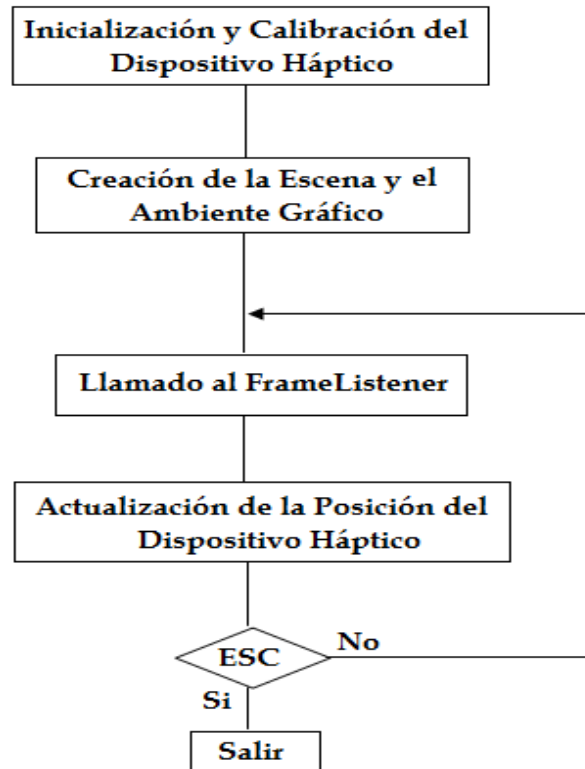 Inicialización y Calibración del
Dispositivo Háptico
Creación de la Escena y el
Ambiente Gráfico
Llamado al FrameListener
Actualización de la Posición del
Dispositivo Háptico
ESC
No
Si
Salir